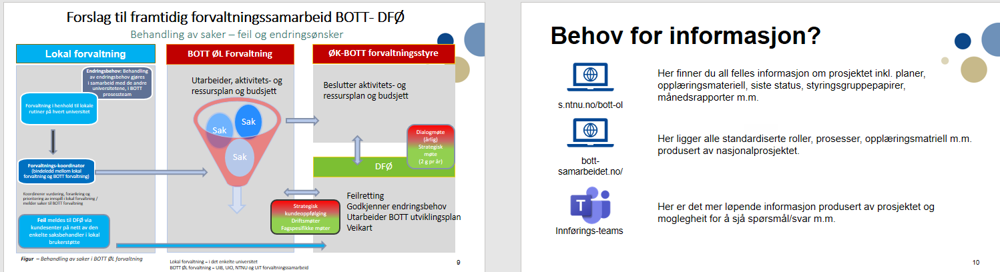 Forslag til framtidig forvaltningssamarbeid BOTT- DFØ
Behandling av saker – feil og endringsønsker
Lokal forvaltning
Endringsbehov: Behandling
av endringsbehov gjøres
i samarbeid med de andre
universitetene, i BOTT
prosessteam
Forvaltning i henhold til lokale
rutiner på hvert universitet
Forvaltnings-koordinator
(bindeledd mellom lokal
forvaltning og BOTT forvaltning)
Koordinerer vurdering, forankring og
prioritering av innspill i lokal forvaltning /
melder saker til BOTT forvaltning
Feil meldes til DFØ via
kundesenter på nett av den
enkelte saksbehandler i lokal
brukerstøtte
Figur – Behandling av saker i BOTT ØL forvaltning
BOTT ØL Forvaltning
Utarbeider, aktivitets- og
ressursplan og budsjett
Sak
Sak
Sak
Strategisk
kundeoppfølging
Driftsmøter
Fagspesifikke møter
Lokal forvaltning = i det enkelte universitet
BOTT ØL forvaltning = UiB, UiO, NTNU og UiT forvaltningssamarbeid
ØK-BOTT forvaltningsstyre
Beslutter aktivitets- og
ressursplan og budsjett
Dialogmøte
(årlig)
Strategisk
møte
(2 g pr år)
DFØ
Feilretting
Godkjenner endringsbehov
Utarbeider BOTT utviklingsplan
Veikart
9
Behov for informasjon?
s.ntnu.no/bott-ol
Her finner du all felles informasjon om prosjektet inkl. planer,
opplæringsmateriell, siste status, styringsgruppepapirer,
månedsrapporter m.m.
bott-
samarbeidet.no/
Her ligger alle standardiserte roller, prosesser, opplæringsmatriell m.m.
produsert av nasjonalprosjektet.
T
Innførings-teams
Her er det mer løpende informasjon produsert av prosjektet og
moglegheit for å sjå spørsmål/svar m.m.
10